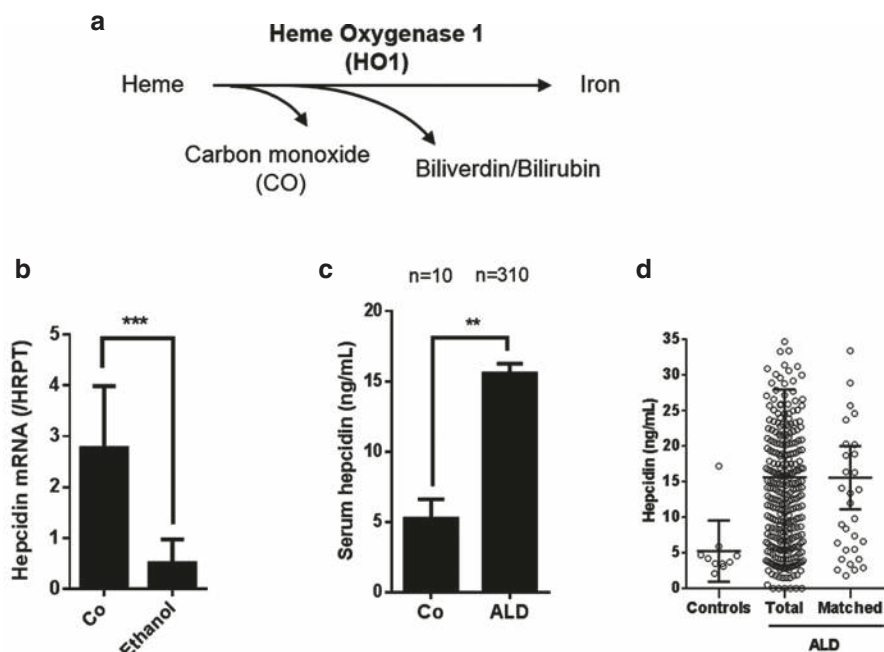 a
Heme Oxygenase 1
(HO1)
Heme
Iron
Carbon monoxide
(CO)
Biliverdin/Bilirubin
b
Hepcidin mRNA (/HRPT)
5
4
3
2
1
0
***
Co
Ethanol
c
n=10 n=310
Serum hepcidin (ng/mL)
20
15
10
5
0
**
Co
ALD
d
Hepcidin (ng/mL)
35
30
25
20
15
10
5
0
Controls
Total
Matched
ALD